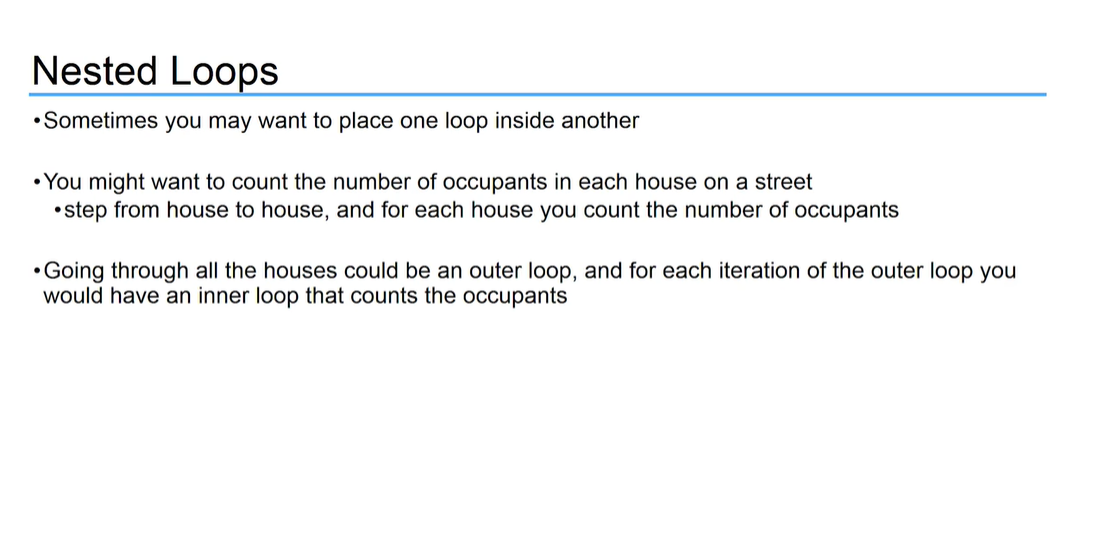 Nested Loops
•Sometimes you may want to place one loop inside another
•You might want to count the number of occupants in each house on a street
•step from house to house, and for each house you count the number of occupants
•Going through all the houses could be an outer loop, and for each iteration of the outer loop you
would have an inner loop that counts the occupants